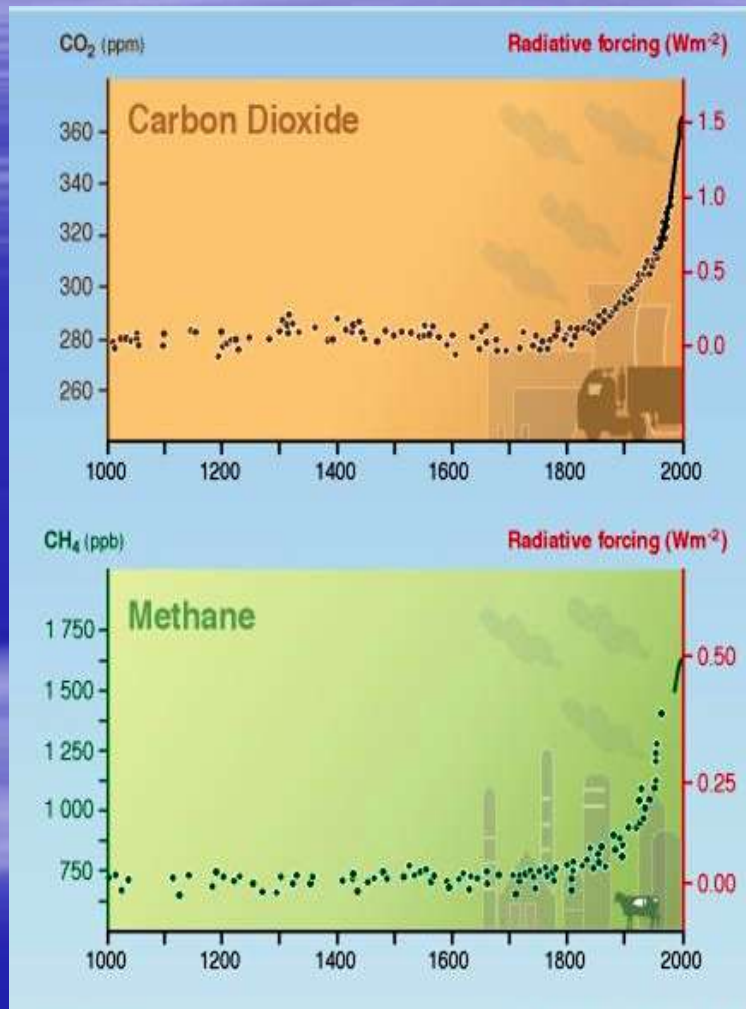 CO₂ (ppm) Radiative forcing (Wm⁻²)
Carbon Dioxide
360 1.5
340 1.0
320
300 0.5
280 0.0
260
1000 1200 1400 1600 1800 2000
CH₄ (ppb) Radiative forcing (Wm⁻²)
Methane
1 750
1 500 0.50
1 250 0.25
1 000
750 0.00
1000 1200 1400 1600 1800 2000